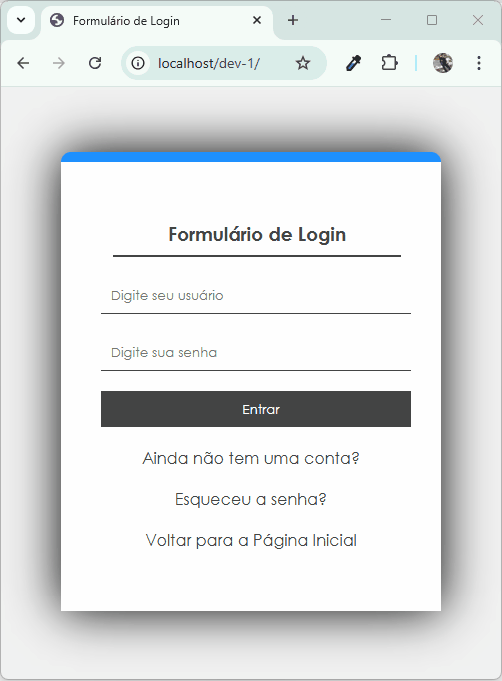 Formulário de Login
localhost/dev-1/
Formulário de Login
Digite seu usuário
Digite sua senha
Entrar
Ainda não tem uma conta?
Esqueceu a senha?
Voltar para a Página Inicial